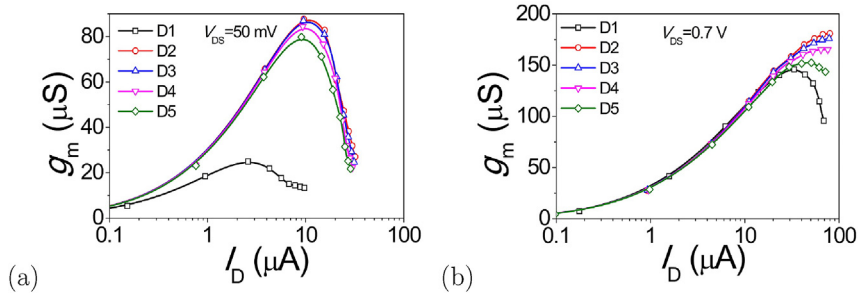 V_DS=50 mV
D1
D2
D3
D4
D5
g_m (μS)
80
60
40
20
0
0.1
1
10
100
I_D (μA)
(a)
V_DS=0.7 V
D1
D2
D3
D4
D5
g_m (μS)
200
150
100
50
0
0.1
1
10
100
I_D (μA)
(b)